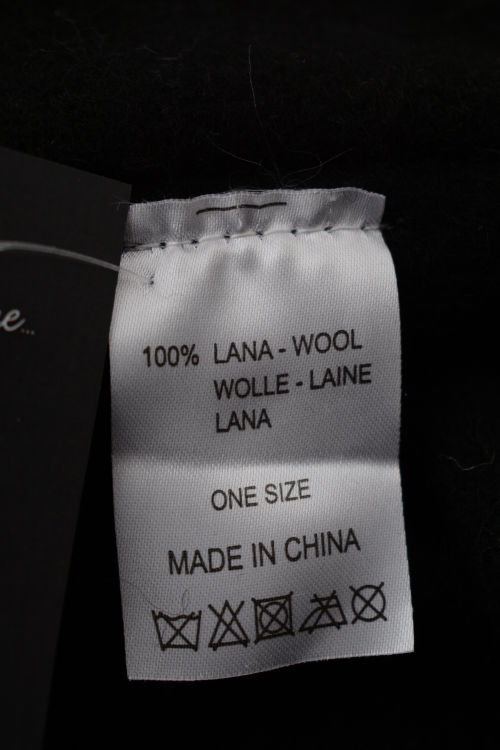 100% LANA - WOOL
WOLLE - LAINE
LANA
ONE SIZE
MADE IN CHINA